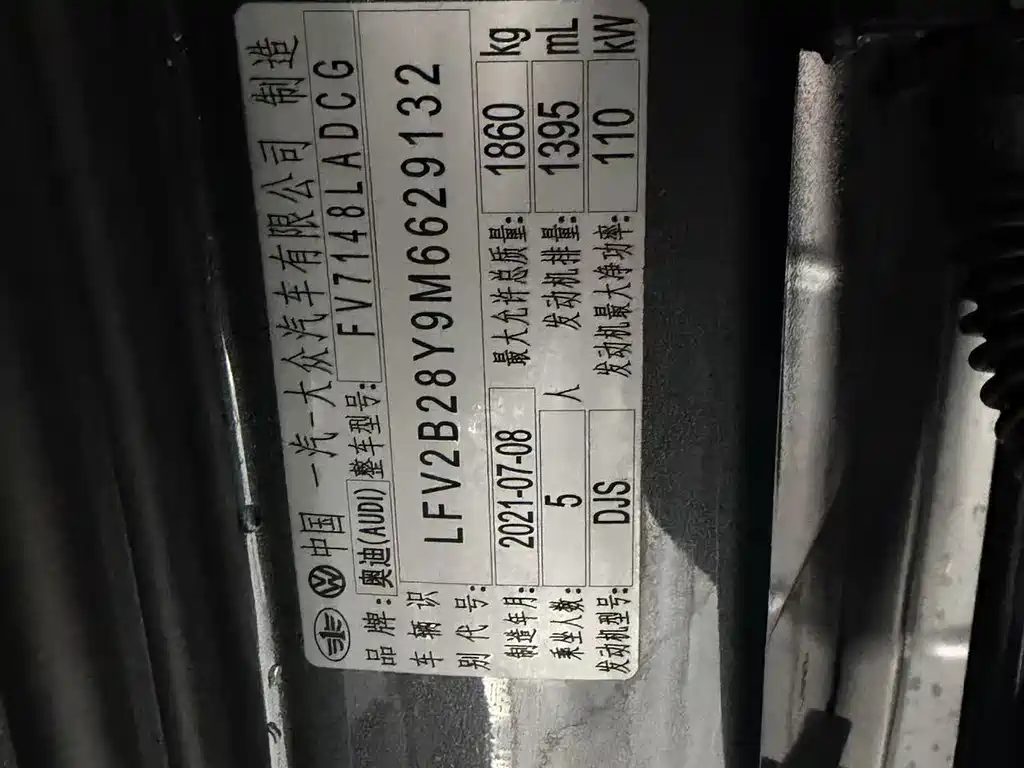 中国 一汽-大众汽车有限公司 制造
品牌: 奥迪(AUDI) 整车型号: FV7148LADCG
车辆识别代号: LFV2B28Y9M6629132
制造年月: 2021-07-08 最大允许总质量: 1860 kg
乘坐人数: 5 人 发动机排量: 1395 mL
发动机型号: DJS 发动机最大净功率: 110 kW